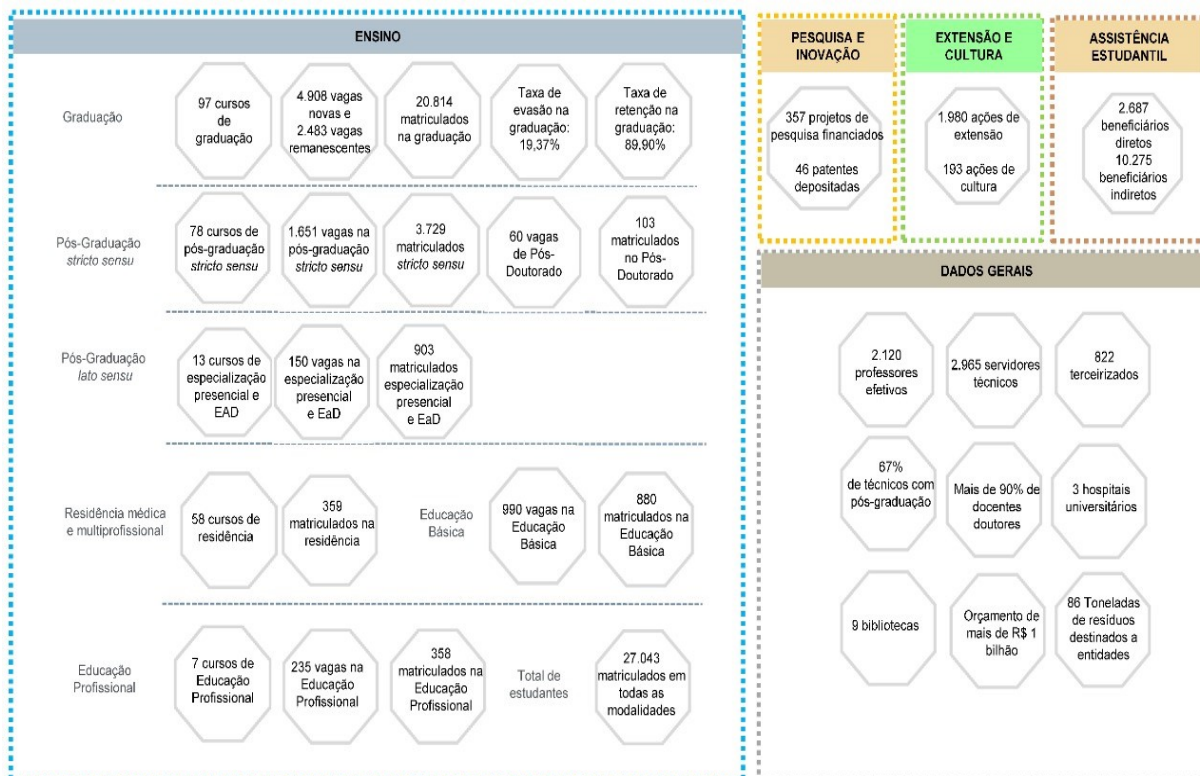 ENSINO
Graduação
97 cursos
de
graduação
4.908 vagas
novas e
2.483 vagas
remanescentes
20.814
matriculados
na graduação
Taxa de
evasão na
graduação:
19,37%
Taxa de
retenção na
graduação:
89,90%
Pós-Graduação
stricto sensu
78 cursos de
pós-graduação
stricto sensu
1.651 vagas na
pós-graduação
stricto sensu
3.729
matriculados
stricto sensu
60 vagas
de Pós-
Doutorado
103
matriculados
no Pós-
Doutorado
Pós-Graduação
lato sensu
13 cursos de
especialização
presencial e
EAD
150 vagas na
especialização
presencial
e EaD
903
matriculados
especialização
presencial
e EaD
Residência médica
e multiprofissional
58 cursos de
residência
359
matriculados na
residência
Educação
Básica
990 vagas na
Educação
Básica
880
matriculados na
Educação
Básica
Educação
Profissional
7 cursos de
Educação
Profissional
235 vagas na
Educação
Profissional
358
matriculados na
Educação
Profissional
Total de
estudantes
27.043
matriculados em
todas as
modalidades
PESQUISA E
INOVAÇÃO
357 projetos de
pesquisa financiados
46 patentes
depositadas
EXTENSÃO E
CULTURA
1.980 ações de
extensão
193 ações de
cultura
ASSISTÊNCIA
ESTUDANTIL
2.687
beneficiários
diretos
10.275
beneficiários
indiretos
DADOS GERAIS
2.120
professores
efetivos
2.965 servidores
técnicos
822
terceirizados
67%
de técnicos com
pós-graduação
Mais de 90% de
docentes
doutores
3 hospitais
universitários
9 bibliotecas
Orçamento de
mais de R$ 1
bilhão
86 Toneladas
de resíduos
destinados a
entidades